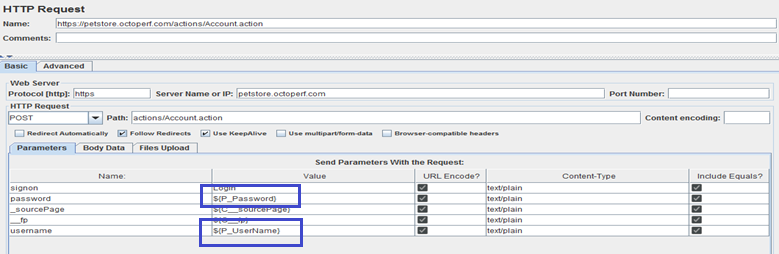 HTTP Request
Name: https://petstore.octoperf.com/actions/Account.action
Comments:
Basic Advanced
Web Server
Protocol [http]: https Server Name or IP: petstore.octoperf.com Port Number:
HTTP Request
POST Path: actions/Account.action Content encoding:
Redirect Automatically Follow Redirects Use KeepAlive Use multipart/form-data Browser-compatible headers
Parameters Body Data Files Upload
Send Parameters With the Request:
Name: Value URL Encode? Content-Type Include Equals?
signon Login text/plain
password ${P_Password} text/plain
_sourcePage ${C__sourcePage} text/plain
__fp ${C__fp} text/plain
username ${P_UserName} text/plain